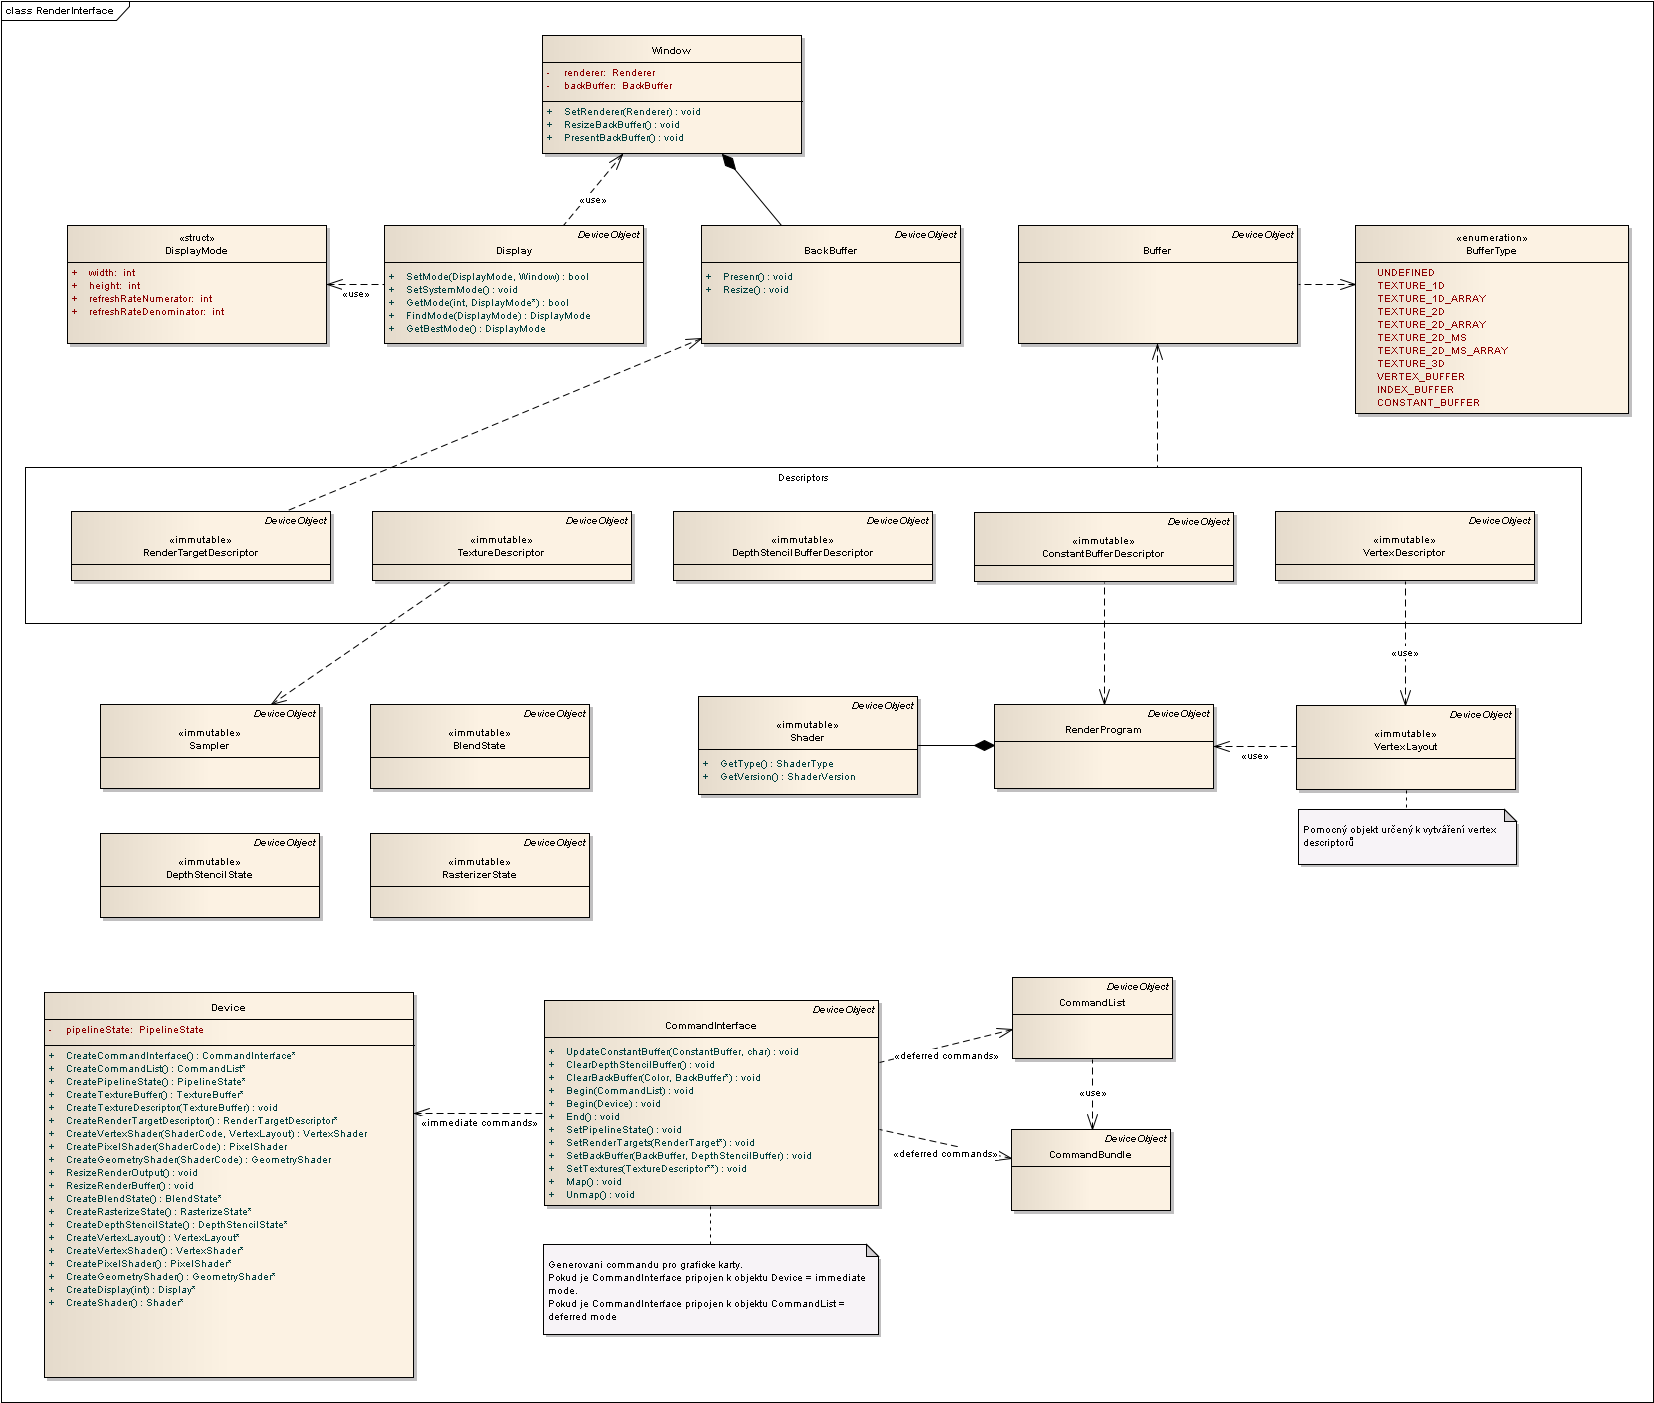 class RenderInterface
Window
- renderer: Renderer
- backBuffer: BackBuffer
+ SetRenderer(Renderer) : void
+ ResizeBackBuffer() : void
+ PresentBackBuffer() : void
«use»
«struct»
DisplayMode
+ width: int
+ height: int
+ refreshRateNumerator: int
+ refreshRateDenominator: int
«use»
DeviceObject
Display
+ SetMode(DisplayMode, Window) : bool
+ SetSystemMode() : void
+ GetMode(int, DisplayMode*) : bool
+ FindMode(DisplayMode) : DisplayMode
+ GetBestMode() : DisplayMode
DeviceObject
BackBuffer
+ Presenr() : void
+ Resize() : void
DeviceObject
Buffer
«enumeration»
BufferType
UNDEFINED
TEXTURE_1D
TEXTURE_1D_ARRAY
TEXTURE_2D
TEXTURE_2D_ARRAY
TEXTURE_2D_MS
TEXTURE_2D_MS_ARRAY
TEXTURE_3D
VERTEX_BUFFER
INDEX_BUFFER
CONSTANT_BUFFER
Descriptors
DeviceObject
«immutable»
RenderTargetDescriptor
DeviceObject
«immutable»
TextureDescriptor
DeviceObject
«immutable»
DepthStencilBufferDescriptor
DeviceObject
«immutable»
ConstantBufferDescriptor
DeviceObject
«immutable»
VertexDescriptor
«use»
DeviceObject
«immutable»
Sampler
DeviceObject
«immutable»
BlendState
DeviceObject
«immutable»
Shader
+ GetType() : ShaderType
+ GetVersion() : ShaderVersion
DeviceObject
RenderProgram
«use»
DeviceObject
«immutable»
VertexLayout
Pomocný objekt určený k vytváření vertex
descriptorů
DeviceObject
«immutable»
DepthStencilState
DeviceObject
«immutable»
RasterizerState
Device
- pipelineState: PipelineState
+ CreateCommandInterface() : CommandInterface*
+ CreateCommandList() : CommandList*
+ CreatePipelineState() : PipelineState*
+ CreateTextureBuffer() : TextureBuffer*
+ CreateTextureDescriptor(TextureBuffer) : void
+ CreateRenderTargetDescriptor() : RenderTargetDescriptor*
+ CreateVertexShader(ShaderCode, VertexLayout) : VertexShader
+ CreatePixelShader(ShaderCode) : PixelShader
+ CreateGeometryShader(ShaderCode) : GeometryShader
+ ResizeRenderOutput() : void
+ ResizeRenderBuffer() : void
+ CreateBlendState() : BlendState*
+ CreateRasterizeState() : RasterizeState*
+ CreateDepthStencilState() : DepthStencilState*
+ CreateVertexLayout() : VertexLayout*
+ CreateVertexShader() : VertexShader*
+ CreatePixelShader() : PixelShader*
+ CreateGeometryShader() : GeometryShader*
+ CreateDisplay(int) : Display*
+ CreateShader() : Shader*
«immediate commands»
DeviceObject
CommandInterface
+ UpdateConstantBuffer(ConstantBuffer, char) : void
+ ClearDepthStencilBuffer() : void
+ ClearBackBuffer(Color, BackBuffer*) : void
+ Begin(CommandList) : void
+ Begin(Device) : void
+ End() : void
+ SetPipelineState() : void
+ SetRenderTargets(RenderTarget*) : void
+ SetBackBuffer(BackBuffer, DepthStencilBuffer) : void
+ SetTextures(TextureDescriptor**) : void
+ Map() : void
+ Unmap() : void
«deferred commands»
«deferred commands»
DeviceObject
CommandList
«use»
DeviceObject
CommandBundle
Generovani commandu pro graficke karty.
Pokud je CommandInterface pripojen k objektu Device = immediate
mode.
Pokud je CommandInterface pripojen k objektu CommandList =
deferred mode